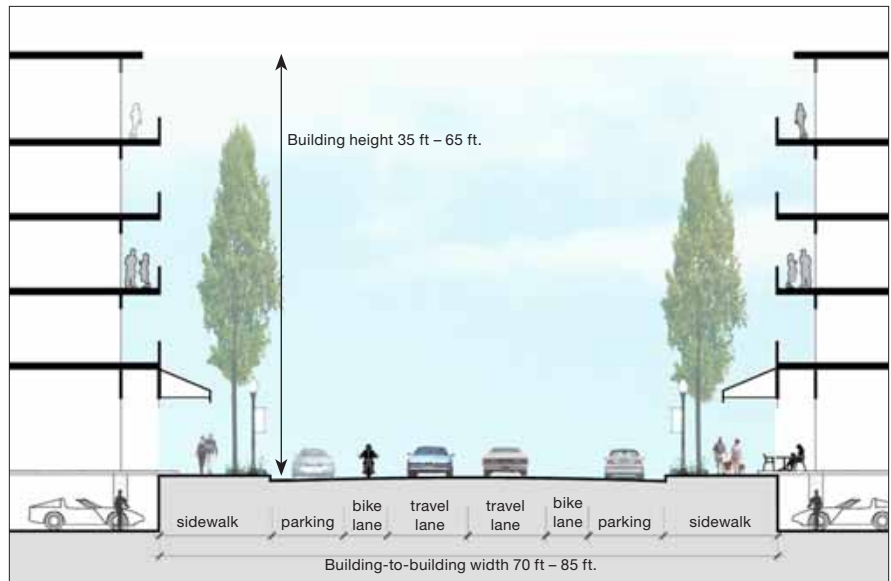 Building height 35 ft – 65 ft.
sidewalk
parking
bike
lane
travel
lane
travel
lane
bike
lane
parking
sidewalk
Building-to-building width 70 ft – 85 ft.